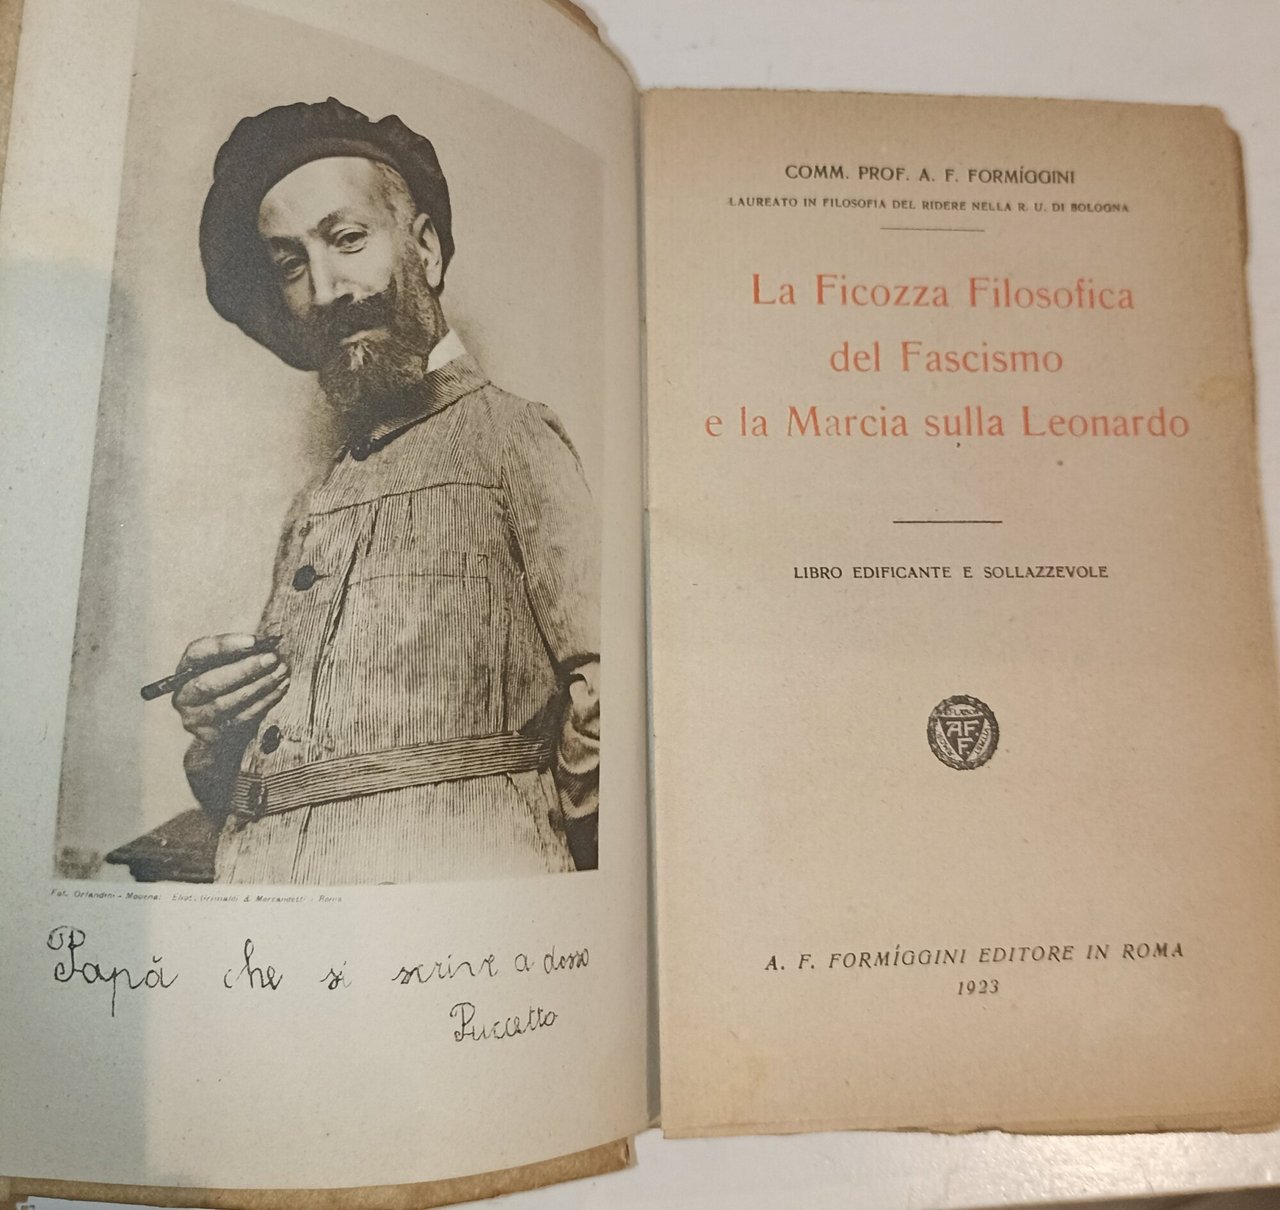 Fot. Orlandini - Modena: Eliot. Grimaldi & Mercandetti - Roma
Papà che si scrive a dosso
Puccetto
COMM. PROF. A. F. FORMÍGGINI
LAUREATO IN FILOSOFIA DEL RIDERE NELLA R. U. DI BOLOGNA
La Ficozza Filosofica
del Fascismo
e la Marcia sulla Leonardo
LIBRO EDIFICANTE E SOLLAZZEVOLE
AF
F.
A. F. FORMÍGGINI EDITORE IN ROMA
1923